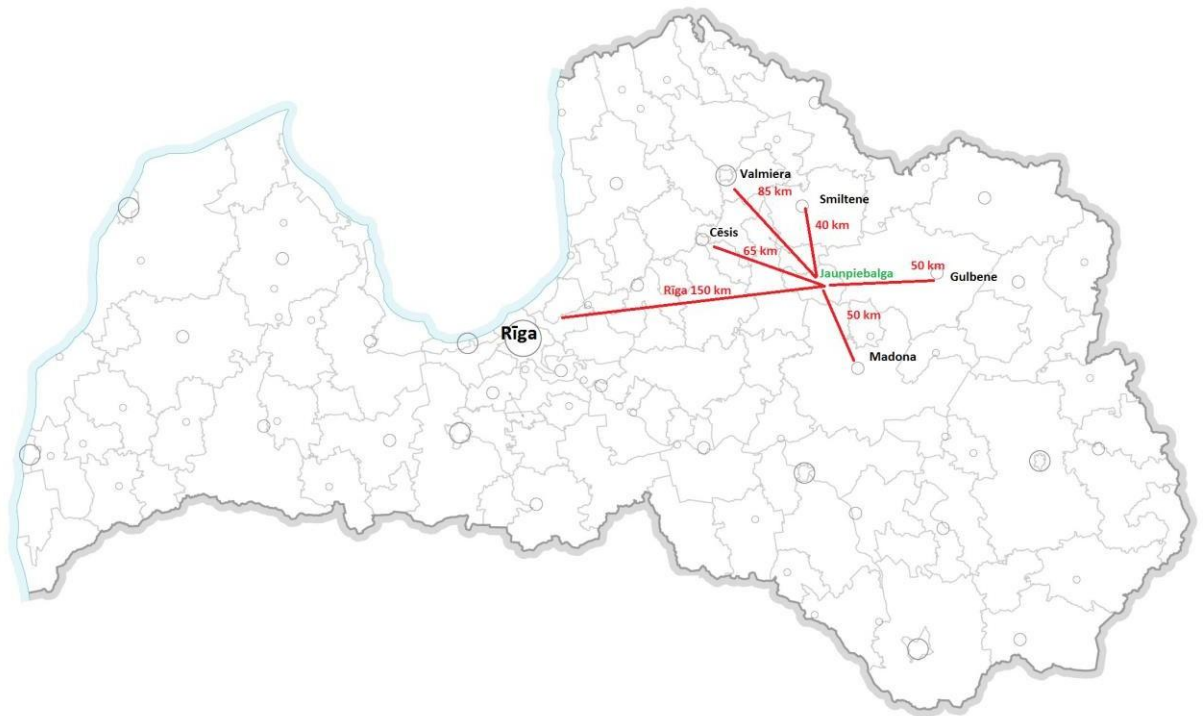 Valmiera
85 km
Smiltene
40 km
Cēsis
65 km
Jaunpiebalga
50 km
Gulbene
Rīga 150 km
50 km
Rīga
Madona